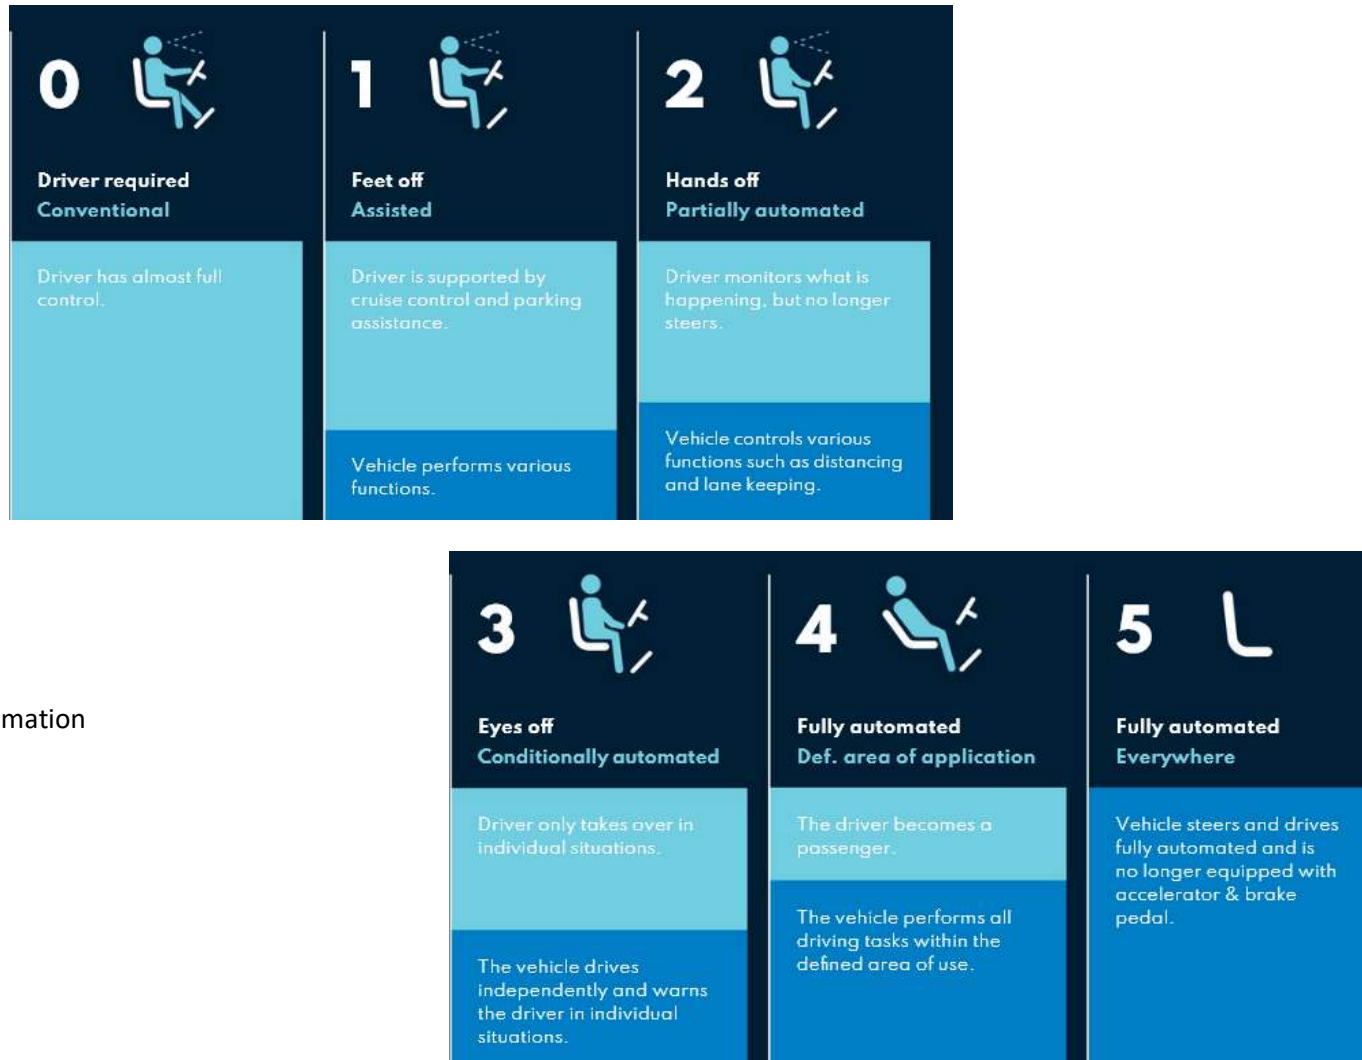 0
Driver required
Conventional
Driver has almost full
control.
1
Feet off
Assisted
Driver is supported by
cruise control and parking
assistance.
Vehicle performs various
functions.
2
Hands off
Partially automated
Driver monitors what is
happening, but no longer
steers.
Vehicle controls various
functions such as distancing
and lane keeping.
mation
3
Eyes off
Conditionally automated
Driver only takes over in
individual situations.
The vehicle drives
independently and warns
the driver in individual
situations.
4
Fully automated
Def. area of application
The driver becomes a
passenger.
The vehicle performs all
driving tasks within the
defined area of use.
5
Fully automated
Everywhere
Vehicle steers and drives
fully automated and is
no longer equipped with
accelerator & brake
pedal.